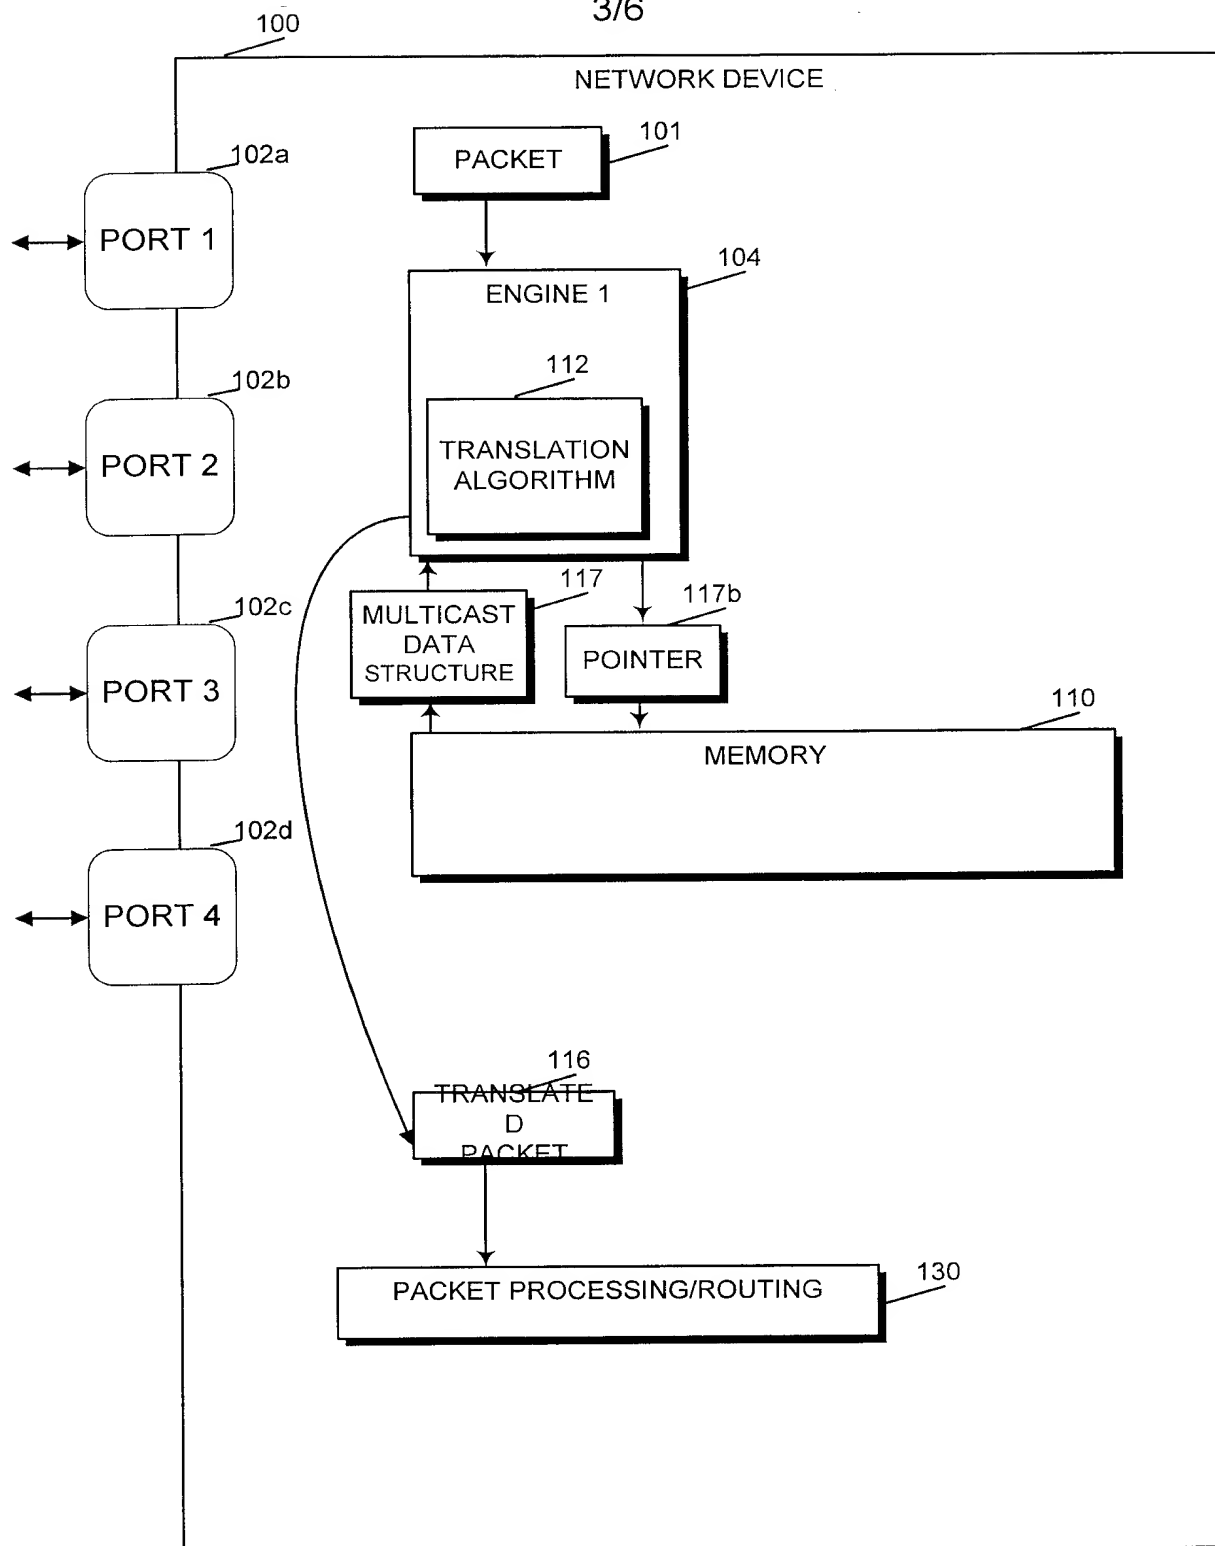 3/6
100
NETWORK DEVICE
101
PACKET
102a
PORT 1
104
ENGINE 1
112
TRANSLATION
ALGORITHM
102b
PORT 2
117
MULTICAST
DATA
STRUCTURE
117b
POINTER
102c
PORT 3
110
MEMORY
102d
PORT 4
116
TRANSLATE
D
PACKET
130
PACKET PROCESSING/ROUTING